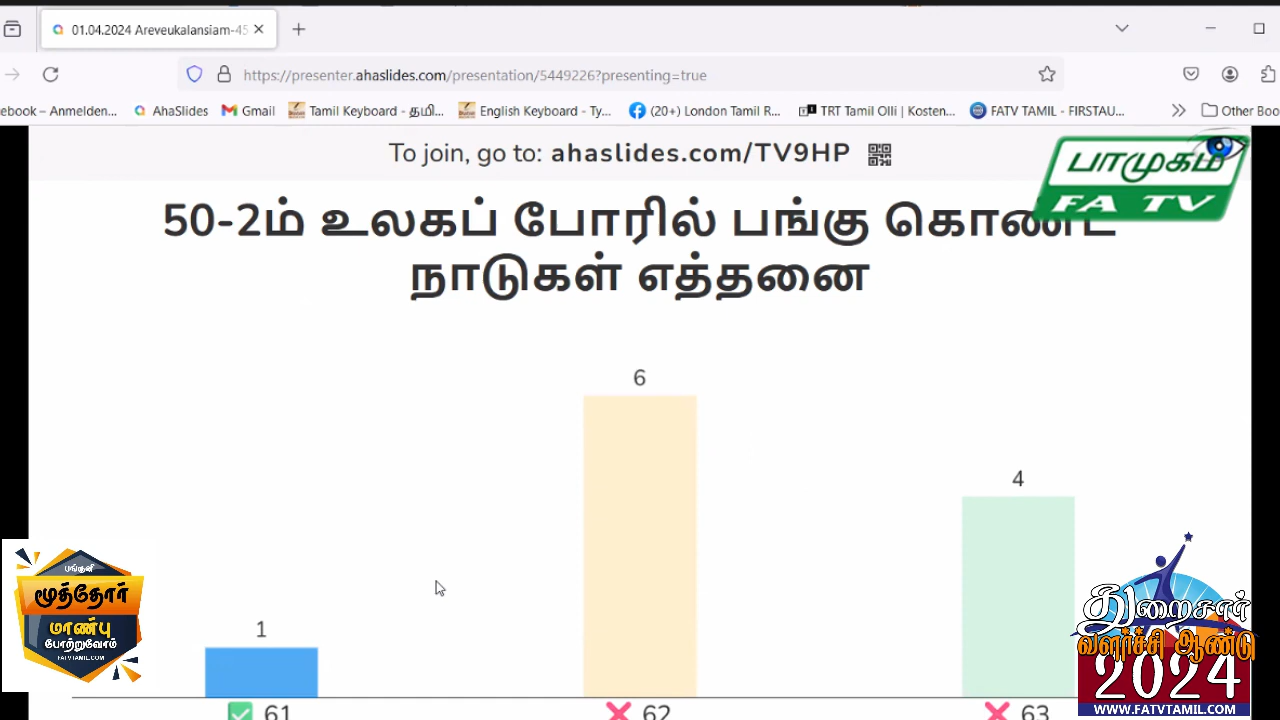 01.04.2024 Areveukalansiam-45
https://presenter.ahaslides.com/presentation/5449226?presenting=true
ebook – Anmelden... AhaSlides Gmail Tamil Keyboard - தமி... English Keyboard - Ty... (20+) London Tamil R... TRT Tamil Olli | Kosten... FATV TAMIL - FIRSTAU... Other Boo
To join, go to: ahaslides.com/TV9HP
பாமுகம்
FA TV
50-2ம் உலகப் போரில் பங்கு கொண்ட
நாடுகள் எத்தனை
6
4
1
61 62 63
பங்குனி
மூத்தோர்
மாண்பு
போற்றுவோம்
FATVTAMIL.COM
துறைசார்
வளர்ச்சி ஆண்டு
2024
WWW.FATVTAMIL.COM